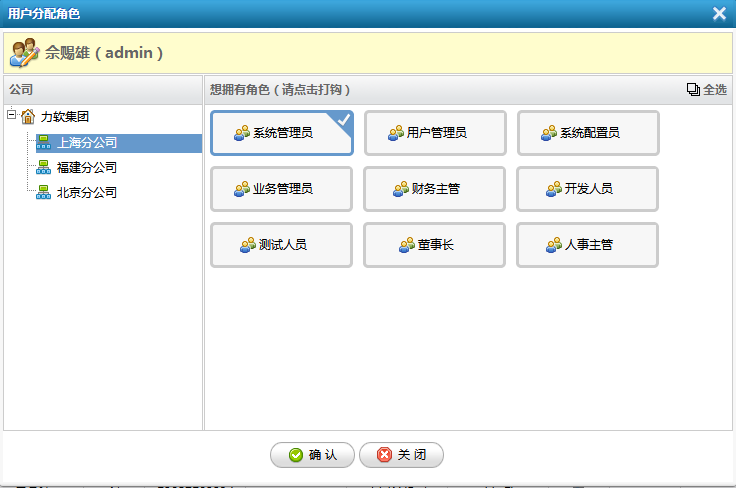 用户分配角色
佘赐雄（admin）
公司
想拥有角色（请点击打钩）
全选
力软集团
上海分公司
福建分公司
北京分公司
系统管理员
用户管理员
系统配置员
业务管理员
财务主管
开发人员
测试人员
董事长
人事主管
确 认
关 闭